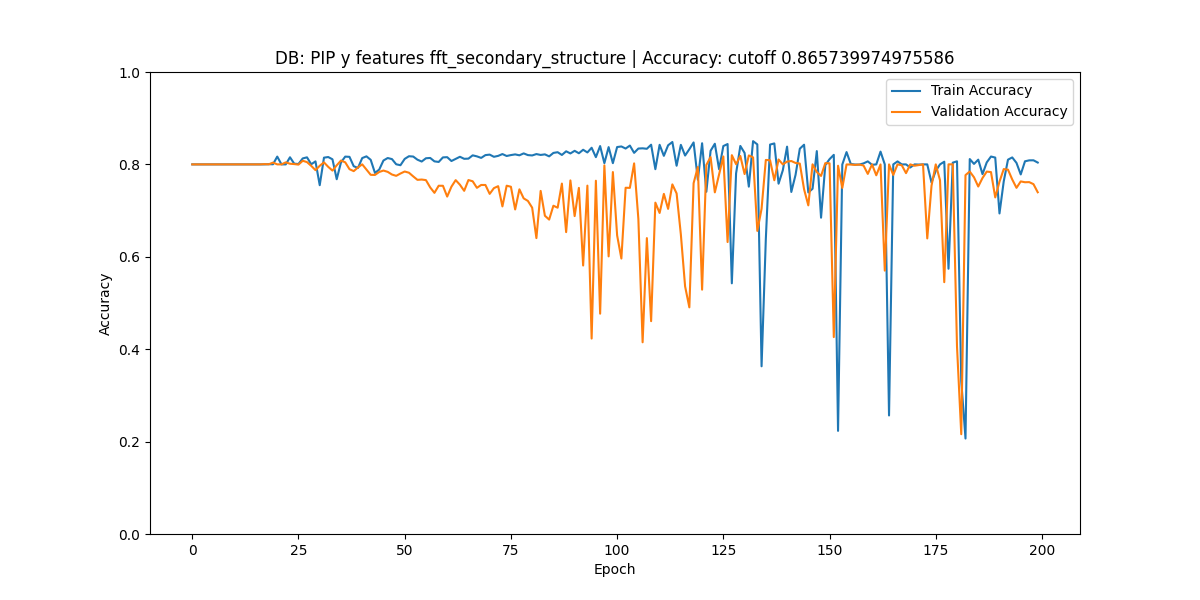 DB: PIP y features fft_secondary_structure | Accuracy: cutoff 0.865739974975586
Train Accuracy
Validation Accuracy
1.0
0.8
0.6
0.4
0.2
0.0
Accuracy
0 25 50 75 100 125 150 175 200
Epoch